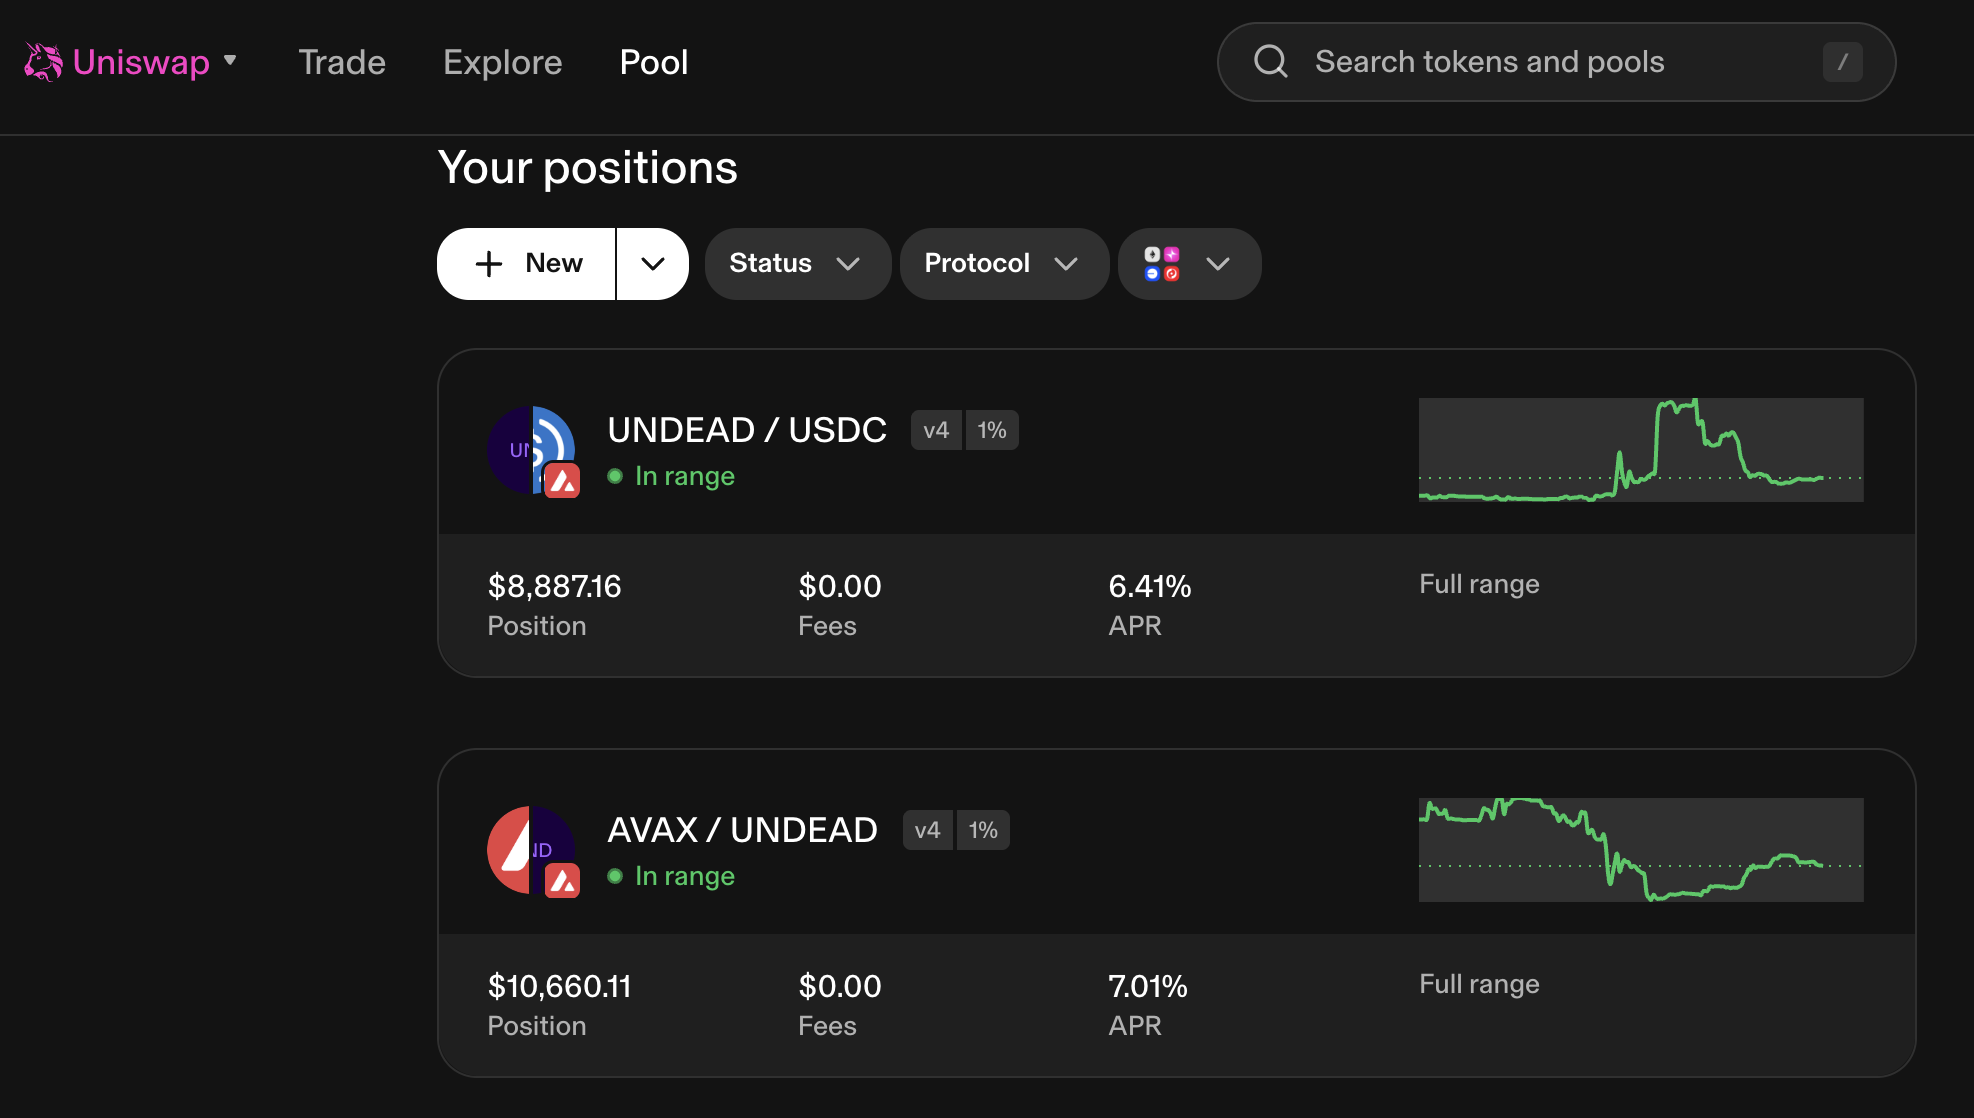 Uniswap Trade Explore Pool Search tokens and pools /
Your positions
+ New Status Protocol
UNDEAD / USDC v4 1%
UN
In range
$8,887.16 $0.00 6.41% Full range
Position Fees APR
AVAX / UNDEAD v4 1%
ND
In range
$10,660.11 $0.00 7.01% Full range
Position Fees APR